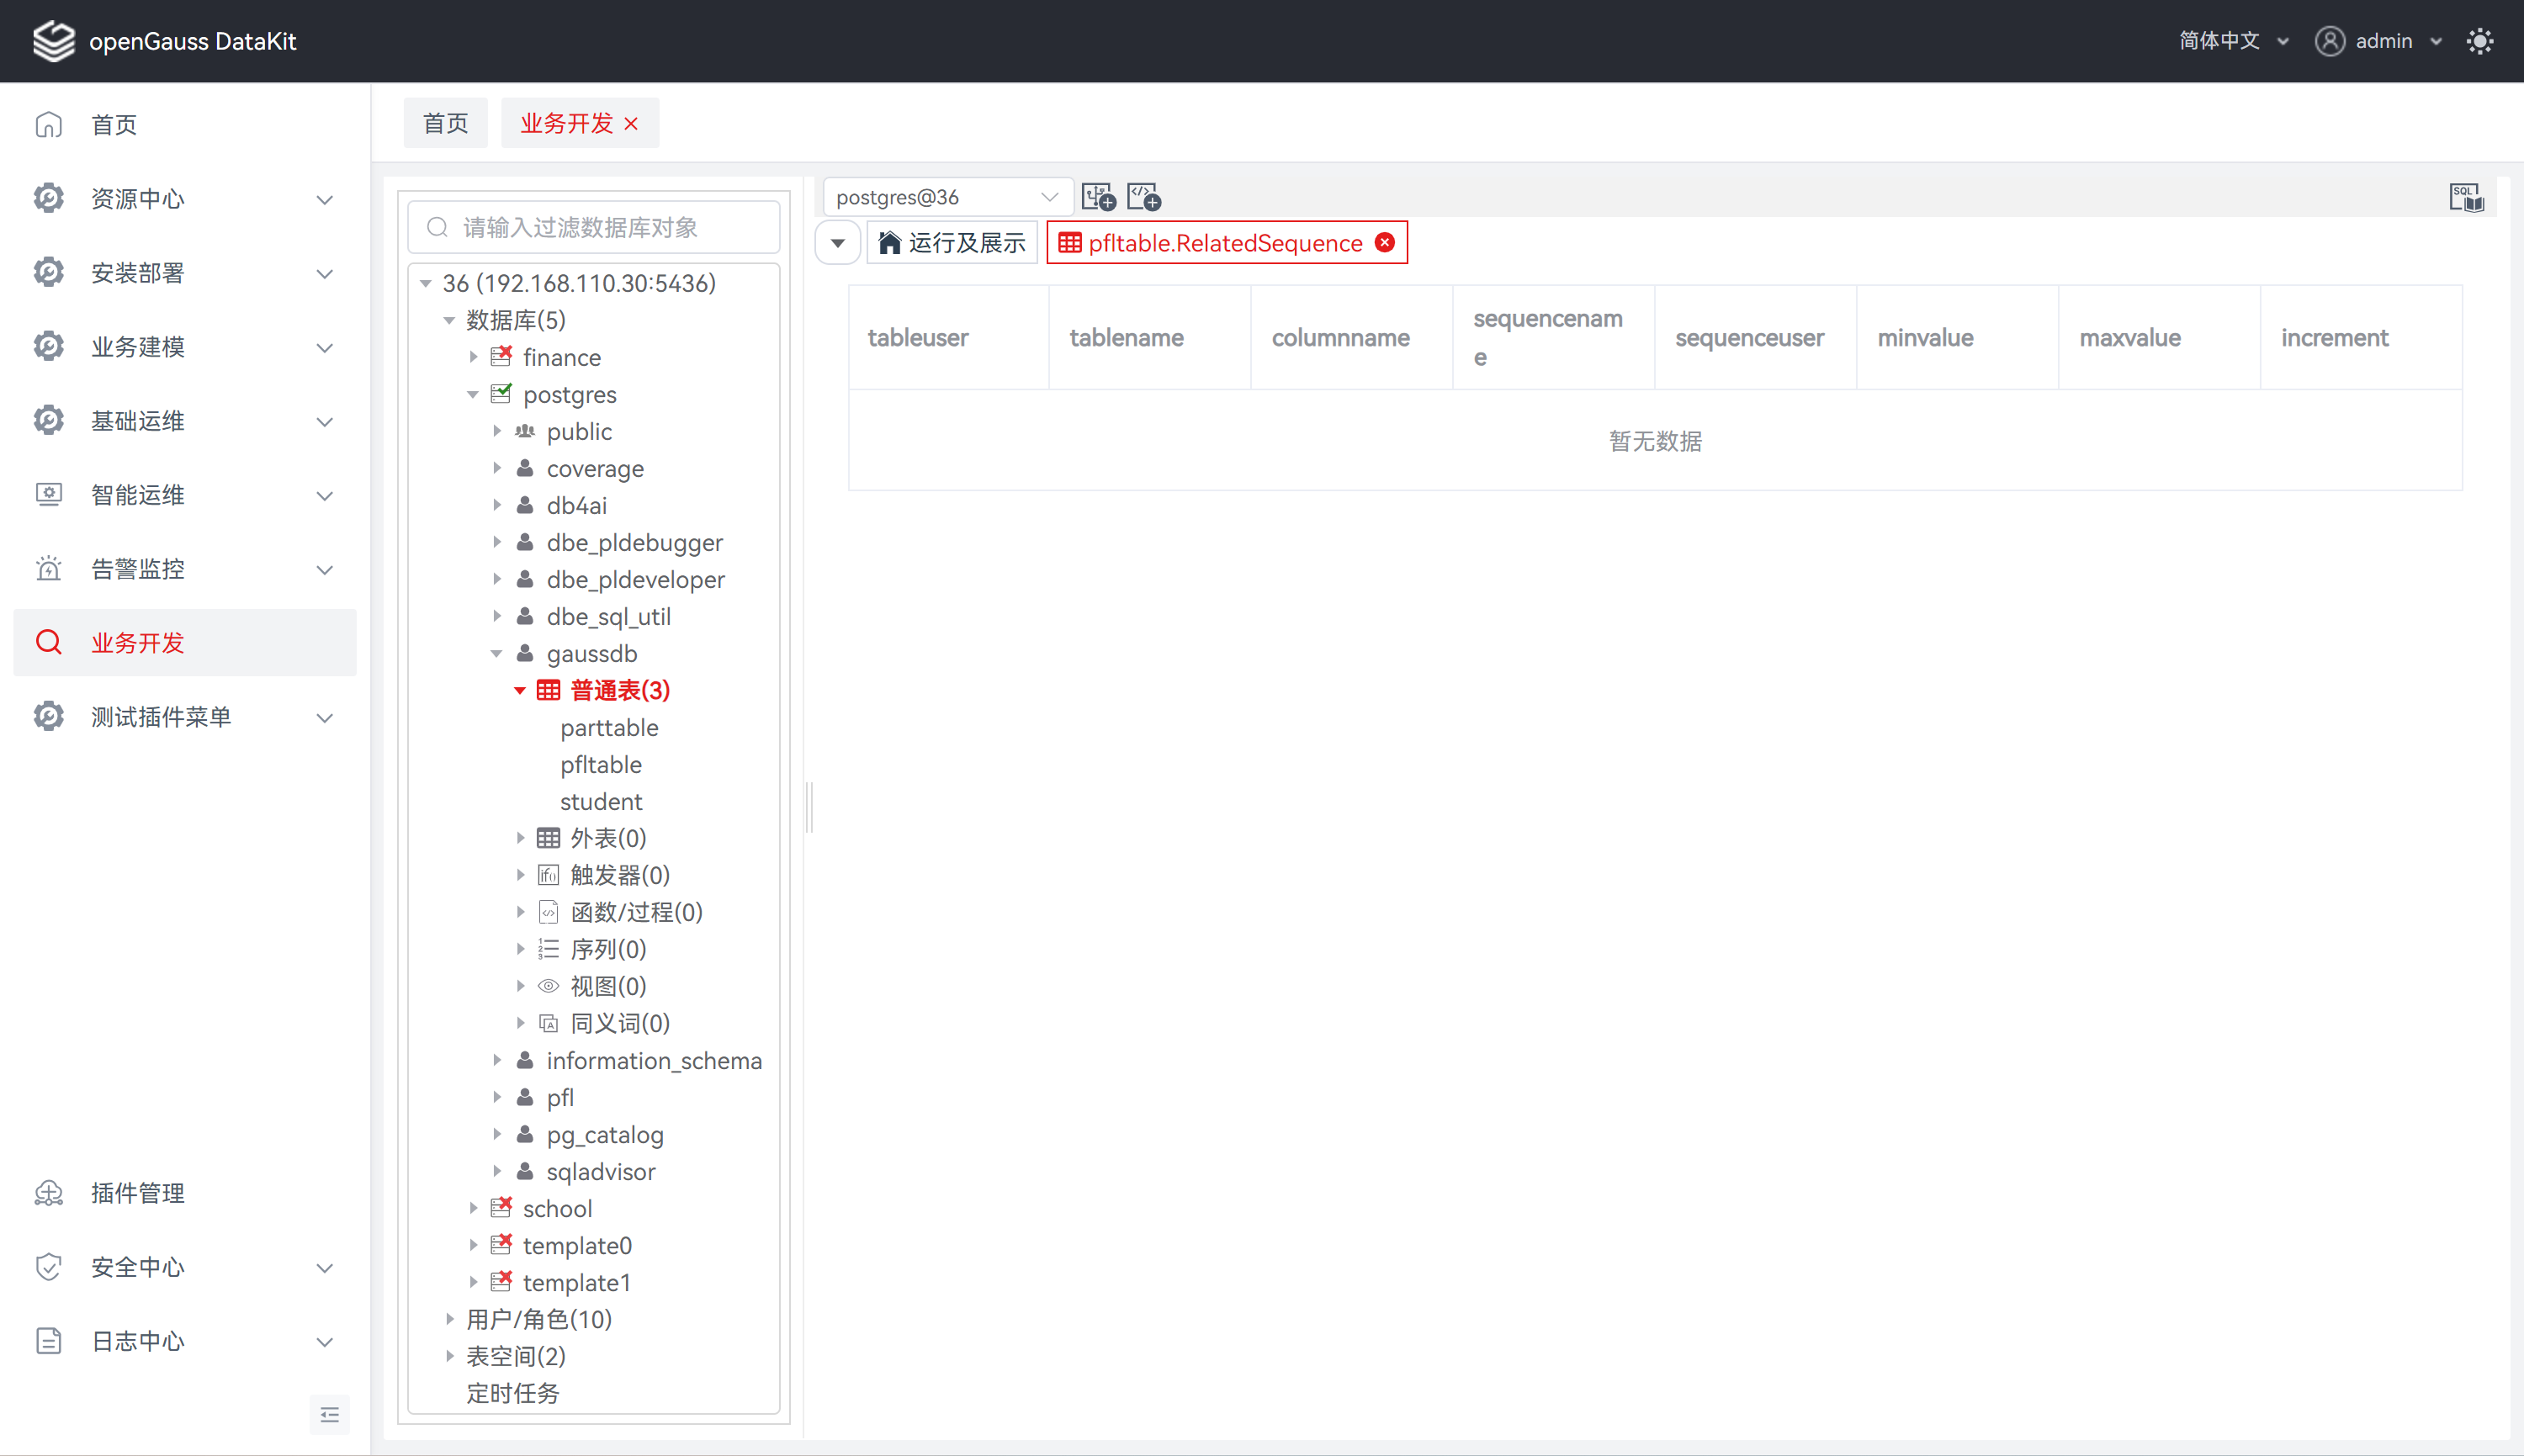 openGauss DataKit
简体中文
admin
首页
资源中心
安装部署
业务建模
基础运维
智能运维
告警监控
业务开发
测试插件菜单
插件管理
安全中心
日志中心
首页
业务开发
请输入过滤数据库对象
36 (192.168.110.30:5436)
数据库(5)
finance
postgres
public
coverage
db4ai
dbe_pldebugger
dbe_pldeveloper
dbe_sql_util
gaussdb
普通表(3)
parttable
pfltable
student
外表(0)
触发器(0)
函数/过程(0)
序列(0)
视图(0)
同义词(0)
information_schema
pfl
pg_catalog
sqladvisor
school
template0
template1
用户/角色(10)
表空间(2)
定时任务
postgres@36
SQL
运行及展示
pfltable.RelatedSequence
tableuser
tablename
columnname
sequencenam
e
sequenceuser
minvalue
maxvalue
increment
暂无数据